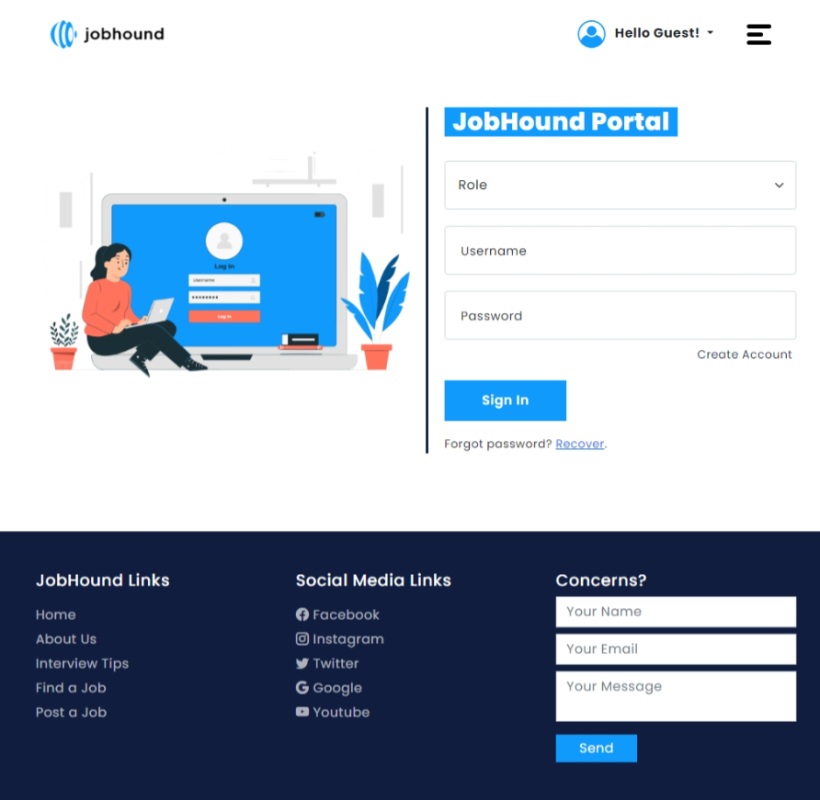 jobhound
Hello Guest!
JobHound Portal
Role
Username
Password
Create Account
Sign In
Forgot password? Recover.
Log In
Username
Log In
JobHound Links
Home
About Us
Interview Tips
Find a Job
Post a Job
Social Media Links
Facebook
Instagram
Twitter
Google
Youtube
Concerns?
Your Name
Your Email
Your Message
Send